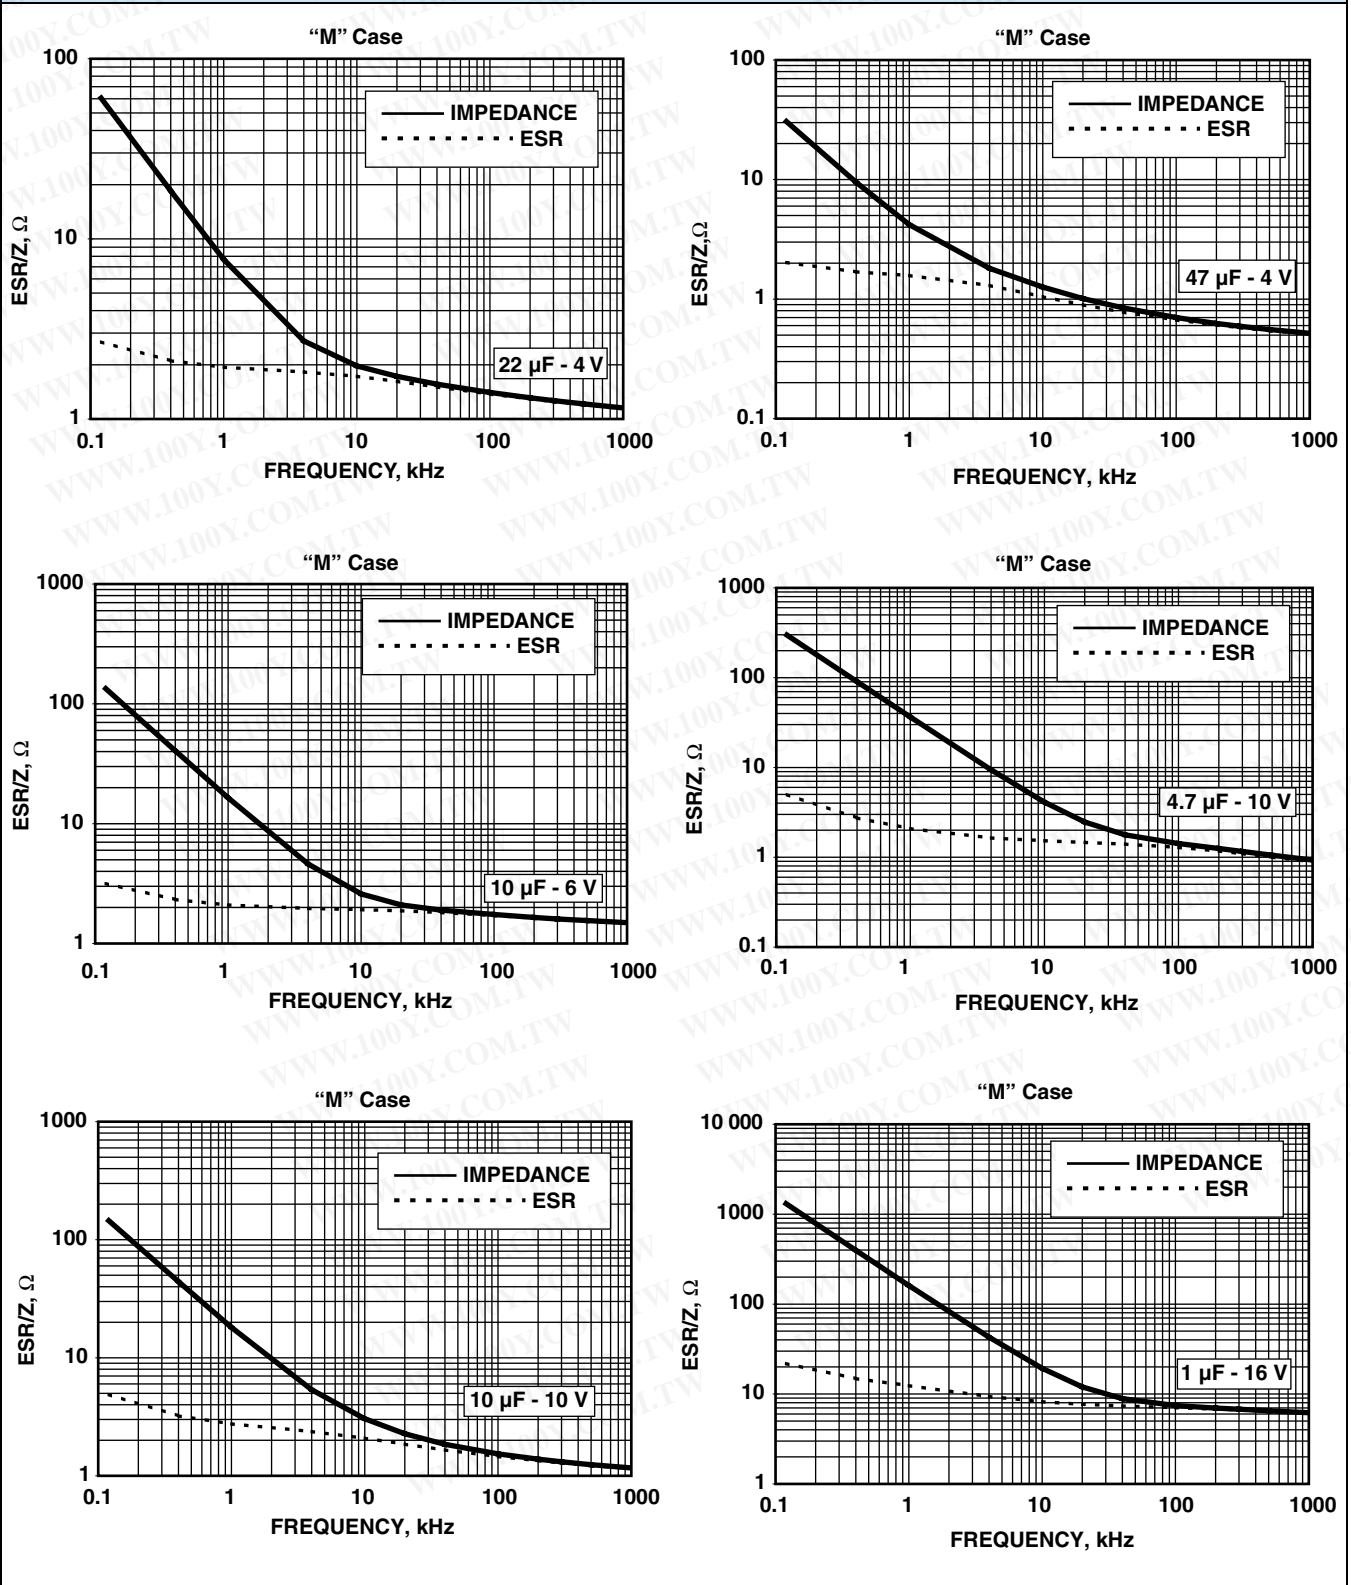 “M” Case
100
10
1
ESR/Z, Ω
IMPEDANCE
ESR
22 µF - 4 V
0.1 1 10 100 1000
FREQUENCY, kHz
“M” Case
100
10
1
0.1
ESR/Z,Ω
IMPEDANCE
ESR
47 µF - 4 V
0.1 1 10 100 1000
FREQUENCY, kHz
“M” Case
1000
100
10
1
ESR/Z, Ω
IMPEDANCE
ESR
10 µF - 6 V
0.1 1 10 100 1000
FREQUENCY, kHz
“M” Case
1000
100
10
1
0.1
ESR/Z, Ω
IMPEDANCE
ESR
4.7 µF - 10 V
0.1 1 10 100 1000
FREQUENCY, kHz
“M” Case
1000
100
10
1
ESR/Z, Ω
IMPEDANCE
ESR
10 µF - 10 V
0.1 1 10 100 1000
FREQUENCY, kHz
“M” Case
10 000
1000
100
10
1
ESR/Z, Ω
IMPEDANCE
ESR
1 µF - 16 V
0.1 1 10 100 1000
FREQUENCY, kHz
WWW.100Y.COM.TW